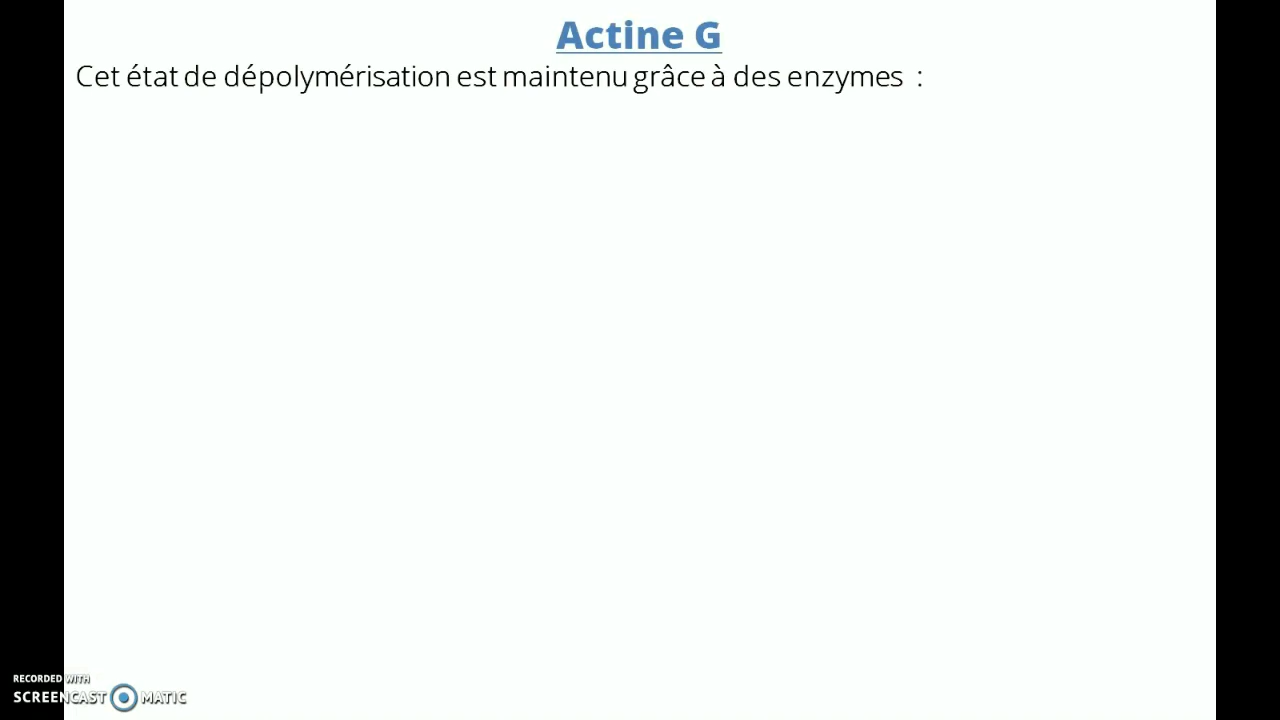 Actine G
Cet état de dépolymérisation est maintenu grâce à des enzymes :
RECORDED WITH
SCREENCAST MATIC